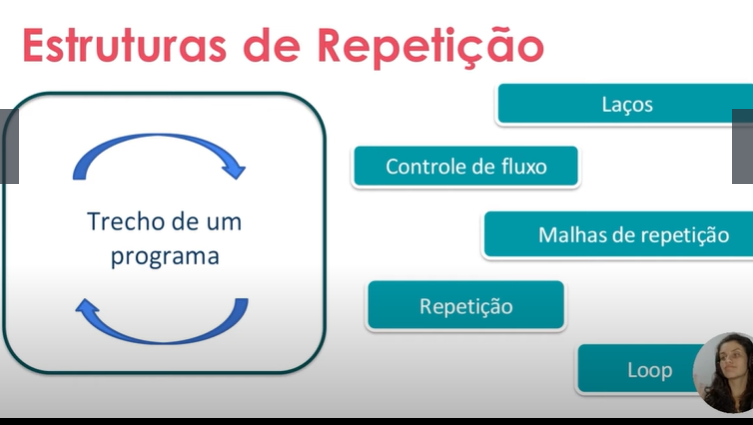 Estruturas de Repetição
Trecho de um
programa
Laços
Controle de fluxo
Malhas de repetição
Repetição
Loop